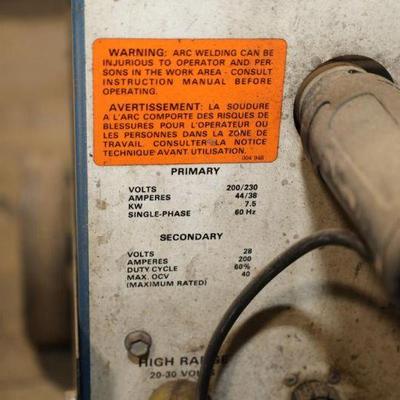 WARNING: ARC WELDING CAN BE
INJURIOUS TO OPERATOR AND PER-
SONS IN THE WORK AREA - CONSULT
INSTRUCTION MANUAL BEFORE
OPERATING.
AVERTISSEMENT: LA SOUDURE
A L'ARC COMPORTE DES RISQUES DE
BLESSURES POUR L'OPERATEUR OU
LES PERSONNES DANS LA ZONE DE
TRAVAIL. CONSULTER LA NOTICE
TECHNIQUE AVANT UTILISATION.
004 948
PRIMARY
VOLTS 200/230
AMPERES 44/38
KW 7.5
SINGLE-PHASE 60 Hz
SECONDARY
VOLTS 28
AMPERES 200
DUTY CYCLE 60%
MAX. OCV 40
(MAXIMUM RATED)
HIGH RANGE
20-30 VOLTS